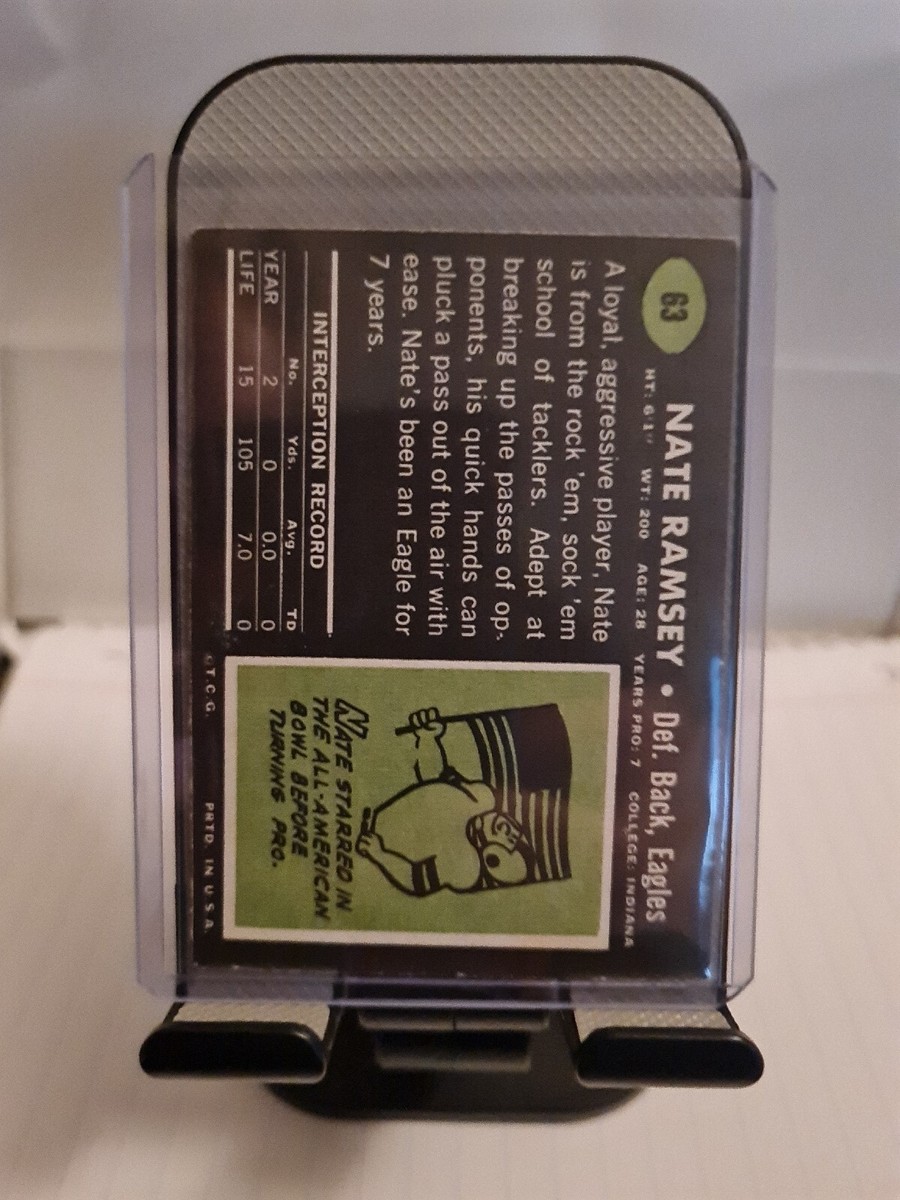 63
NATE RAMSEY • Def. Back, Eagles
HT: 6'1" WT: 200 AGE: 28 YEARS PRO: 7 COLLEGE: INDIANA
A loyal, aggressive player, Nate
is from the rock 'em, sock 'em
school of tacklers. Adept at
breaking up the passes of op-
ponents, his quick hands can
pluck a pass out of the air with
ease. Nate's been an Eagle for
7 years.
INTERCEPTION RECORD
No. Yds. Avg. TD
YEAR 2 0 0.0 0
LIFE 15 105 7.0 0
NATE STARRED IN
THE ALL-AMERICAN
BOWL BEFORE
TURNING PRO.
©T.C.G. PRTD. IN U.S.A.